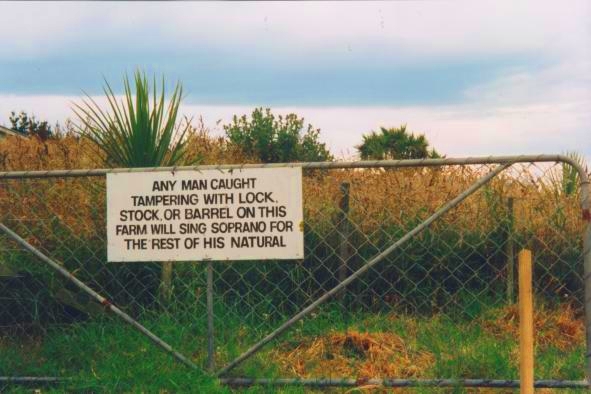 ANY MAN CAUGHT
TAMPERING WITH LOCK,
STOCK, OR BARREL ON THIS
FARM WILL SING SOPRANO FOR
THE REST OF HIS NATURAL